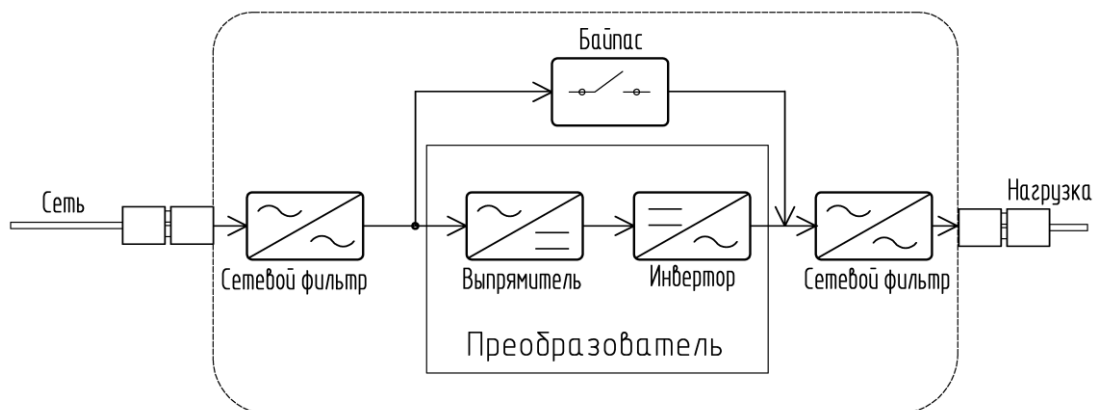 Байпас
Сеть
Нагрузка
Сетевой фильтр
Выпрямитель
Инвертор
Сетевой фильтр
Преобразователь